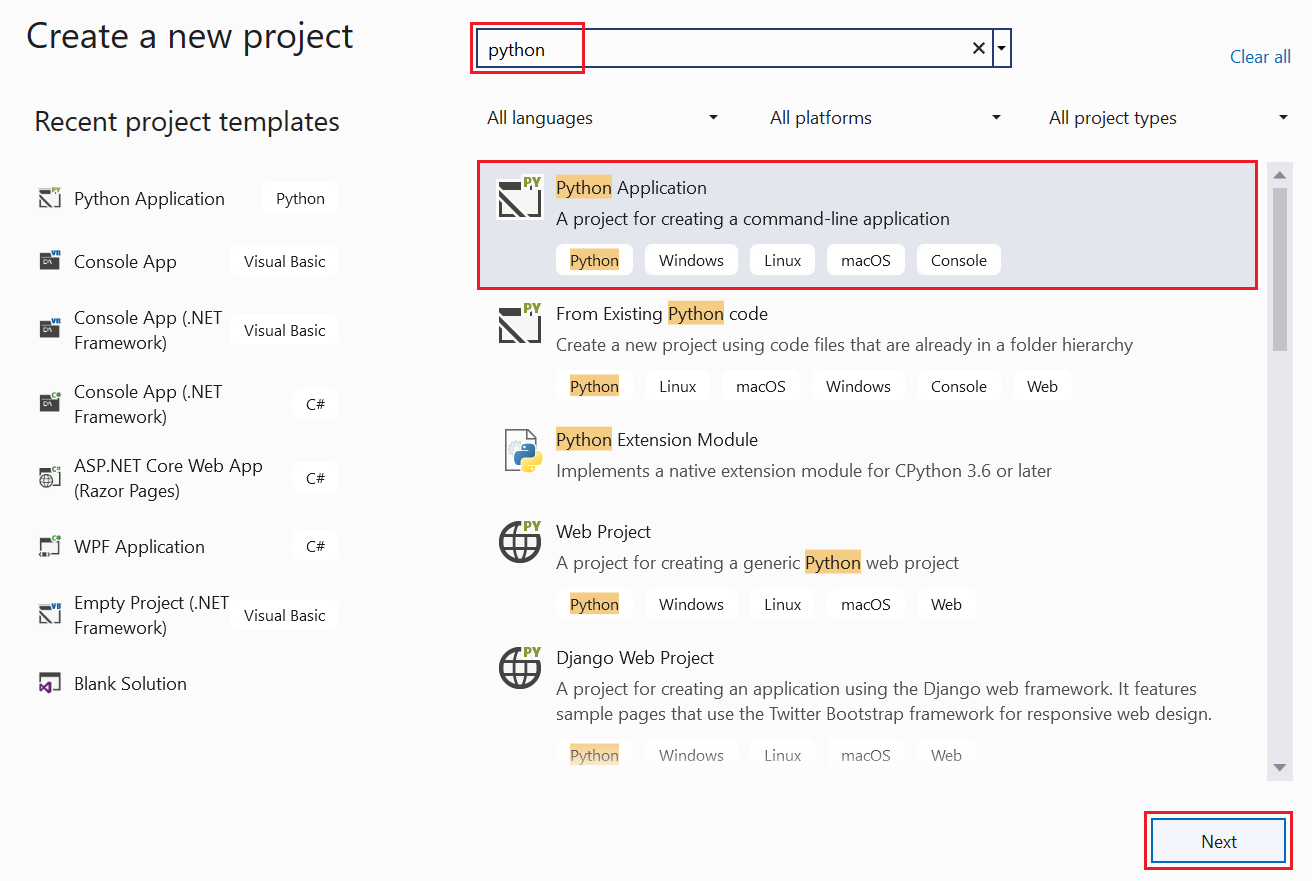 Create a new project
python
Clear all
All languages
All platforms
All project types
Recent project templates
Python Application
Python
Console App
Visual Basic
Console App (.NET
Framework)
Visual Basic
Console App (.NET
Framework)
C#
ASP.NET Core Web App
(Razor Pages)
C#
WPF Application
C#
Empty Project (.NET
Framework)
Visual Basic
Blank Solution
PY
Python Application
A project for creating a command-line application
Python Windows Linux macOS Console
PY
From Existing Python code
Create a new project using code files that are already in a folder hierarchy
Python Linux macOS Windows Console Web
Python Extension Module
Implements a native extension module for CPython 3.6 or later
PY
Web Project
A project for creating a generic Python web project
Python Windows Linux macOS Web
PY
Django Web Project
A project for creating an application using the Django web framework. It features
sample pages that use the Twitter Bootstrap framework for responsive web design.
Python Windows Linux macOS Web
Next